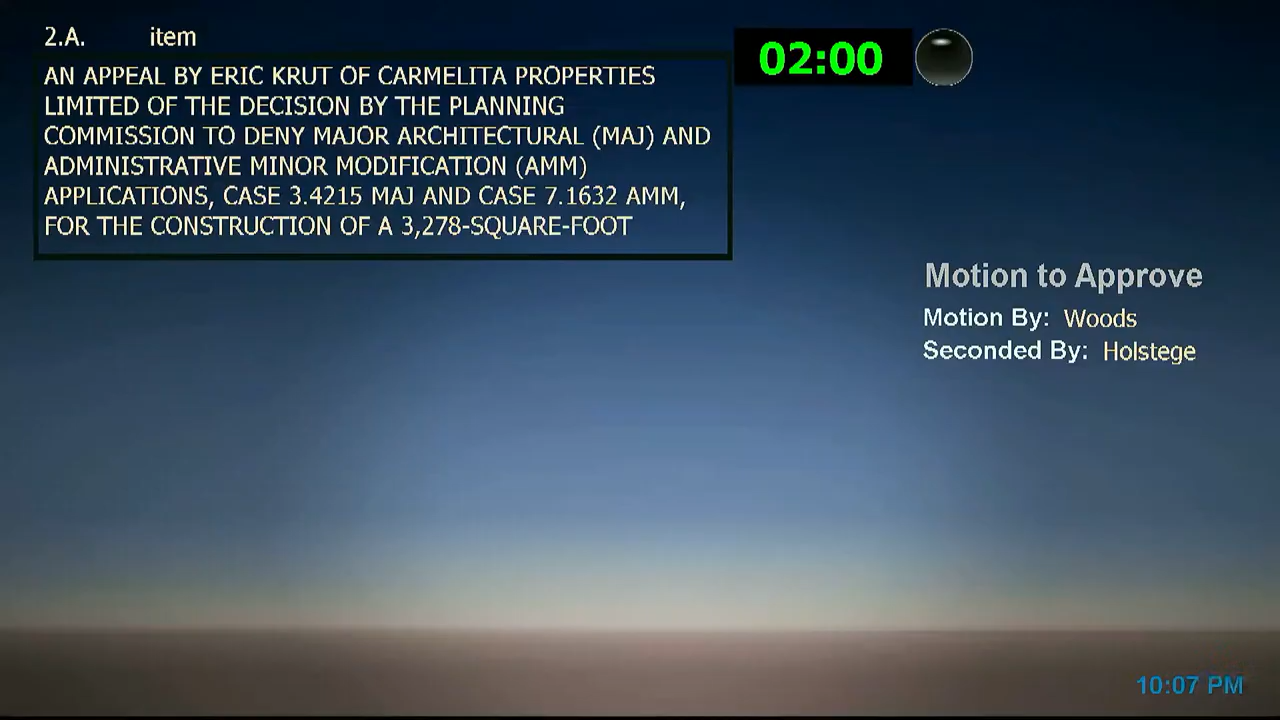 2.A. item
02:00
AN APPEAL BY ERIC KRUT OF CARMELITA PROPERTIES
LIMITED OF THE DECISION BY THE PLANNING
COMMISSION TO DENY MAJOR ARCHITECTURAL (MAJ) AND
ADMINISTRATIVE MINOR MODIFICATION (AMM)
APPLICATIONS, CASE 3.4215 MAJ AND CASE 7.1632 AMM,
FOR THE CONSTRUCTION OF A 3,278-SQUARE-FOOT
Motion to Approve
Motion By: Woods
Seconded By: Holstege
10:07 PM